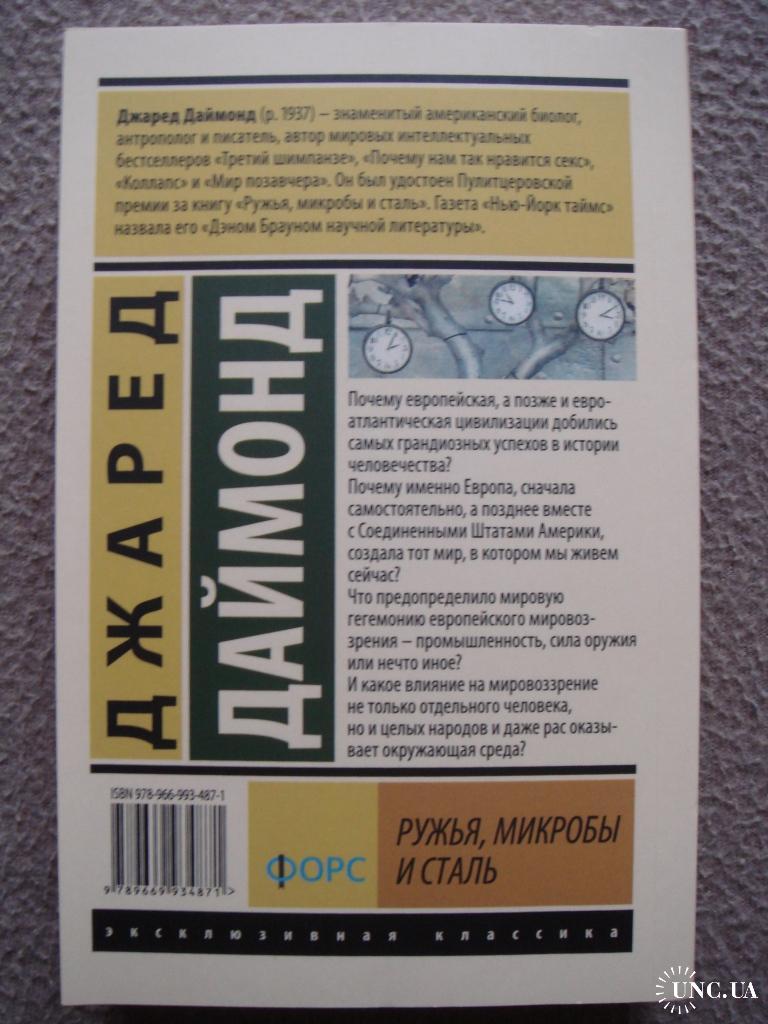 Джаред Даймонд (р. 1937) – знаменитый американский биолог,
антрополог и писатель, автор мировых интеллектуальных
бестселлеров «Третий шимпанзе», «Почему нам так нравится секс»,
«Коллапс» и «Мир позавчера». Он был удостоен Пулитцеровской
премии за книгу «Ружья, микробы и сталь». Газета «Нью-Йорк таймс»
назвала его «Дэном Брауном научной литературы».
ДЖАРЕД
ДАЙМОНД
Почему европейская, а позже и евро-
атлантическая цивилизации добились
самых грандиозных успехов в истории
человечества?
Почему именно Европа, сначала
самостоятельно, а позднее вместе
с Соединенными Штатами Америки,
создала тот мир, в котором мы живем
сейчас?
Что предопределило мировую
гегемонию европейского мировоз-
зрения – промышленность, сила оружия
или нечто иное?
И какое влияние на мировоззрение
не только отдельного человека,
но и целых народов и даже рас оказы-
вает окружающая среда?
ISBN 978-966-993-487-1
9 789669 934871 >
ФОРС
РУЖЬЯ, МИКРОБЫ
И СТАЛЬ
эксклюзивная классика
UNC.UA